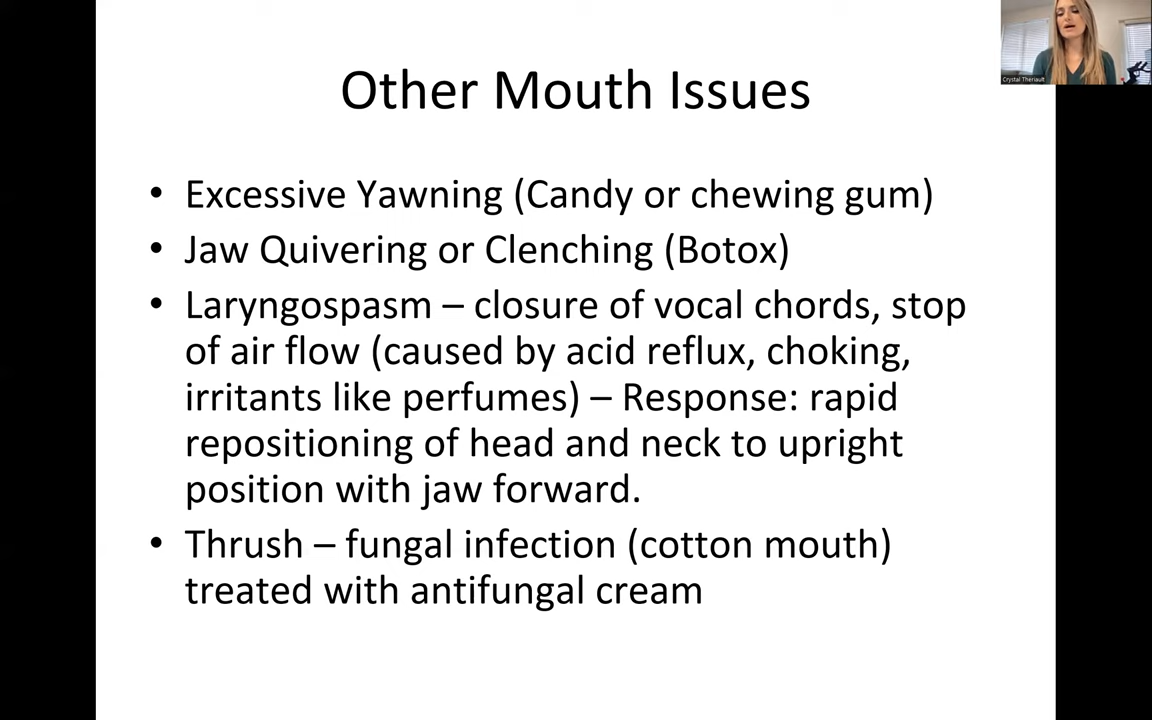 Crystal Theriault
Other Mouth Issues
• Excessive Yawning (Candy or chewing gum)
• Jaw Quivering or Clenching (Botox)
• Laryngospasm – closure of vocal chords, stop
of air flow (caused by acid reflux, choking,
irritants like perfumes) – Response: rapid
repositioning of head and neck to upright
position with jaw forward.
• Thrush – fungal infection (cotton mouth)
treated with antifungal cream